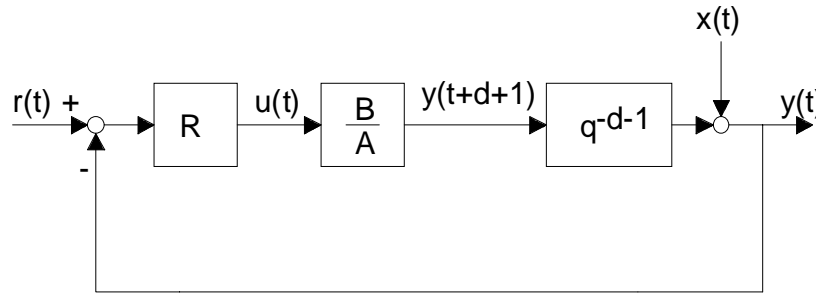 x(t)
r(t) +
R
u(t)
B
A
y(t+d+1)
q-d-1
y(t)
-